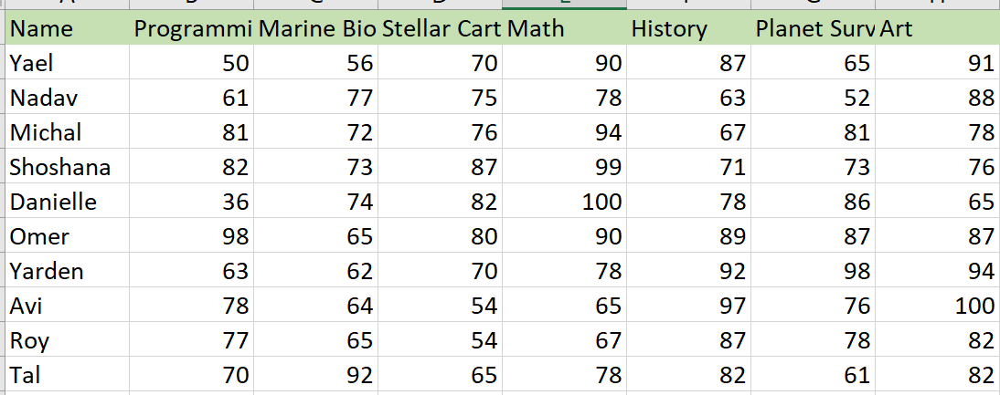 Name Programmi Marine Bio Stellar Cart Math History Planet Surv Art
Yael 50 56 70 90 87 65 91
Nadav 61 77 75 78 63 52 88
Michal 81 72 76 94 67 81 78
Shoshana 82 73 87 99 71 73 76
Danielle 36 74 82 100 78 86 65
Omer 98 65 80 90 89 87 87
Yarden 63 62 70 78 92 98 94
Avi 78 64 54 65 97 76 100
Roy 77 65 54 67 87 78 82
Tal 70 92 65 78 82 61 82